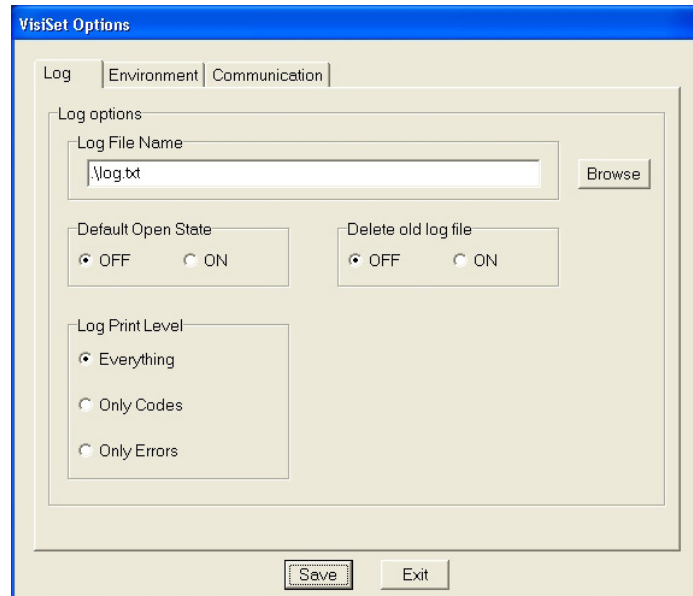 VisiSet Options
Log Environment Communication
Log options
Log File Name
.\log.txt
Browse
Default Open State Delete old log file
OFF ON OFF ON
Log Print Level
Everything
Only Codes
Only Errors
Save Exit